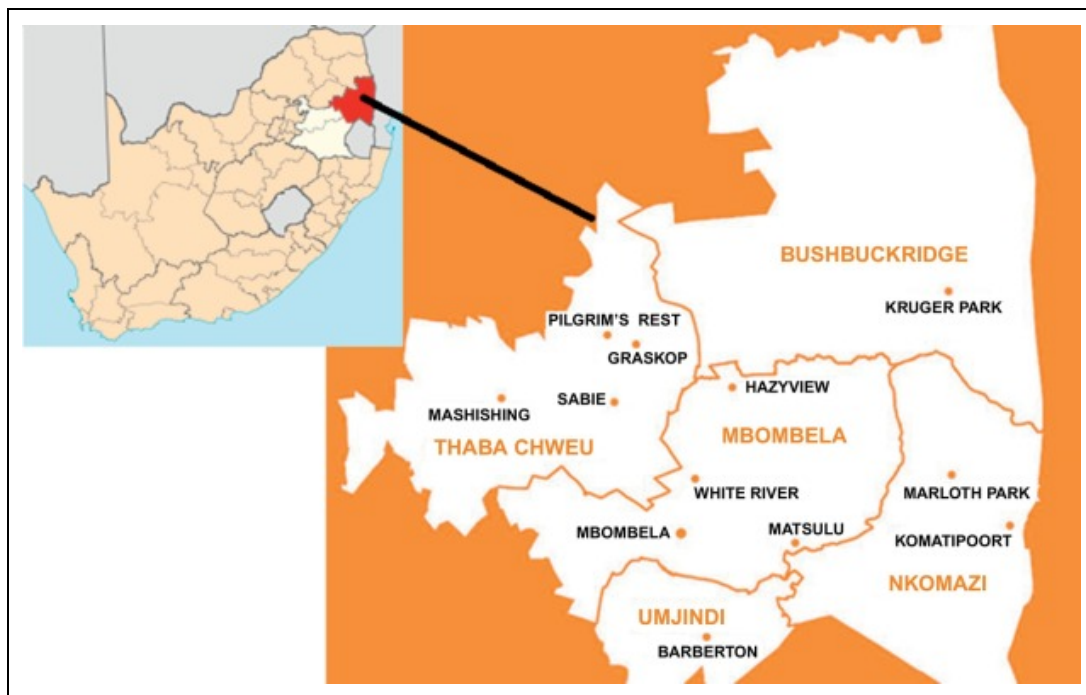 BUSHBUCKRIDGE
KRUGER PARK
PILGRIM'S REST
GRASKOP
HAZYVIEW
SABIE
MASHISHING
MBOMBELA
THABA CHWEU
WHITE RIVER
MARLOTH PARK
MBOMBELA
MATSULU
KOMATIPOORT
NKOMAZI
UMJINDI
BARBERTON